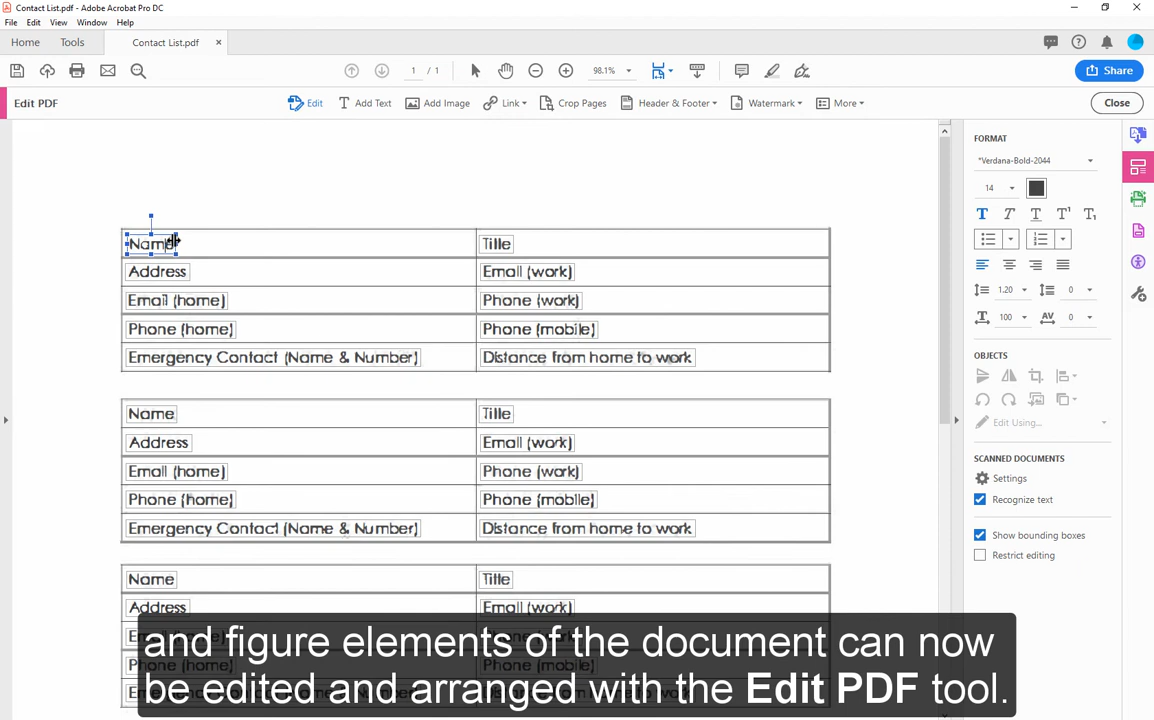 Contact List.pdf - Adobe Acrobat Pro DC
File Edit View Window Help
Home Tools Contact List.pdf ×
1 / 1 98.1% Share
Edit PDF Edit Add Text Add Image Link Crop Pages Header & Footer Watermark More Close
FORMAT
*Verdana-Bold-2044
14
1.20 0
100 0
OBJECTS
Edit Using...
SCANNED DOCUMENTS
Settings
Recognize text
Show bounding boxes
Restrict editing
Name Title
Address Email (work)
Email (home) Phone (work)
Phone (home) Phone (mobile)
Emergency Contact (Name & Number) Distance from home to work
Name Title
Address Email (work)
Email (home) Phone (work)
Phone (home) Phone (mobile)
Emergency Contact (Name & Number) Distance from home to work
Name Title
Address Email (work)
Phone (home)
and figure elements of the document can now
be edited and arranged with the Edit PDF tool.